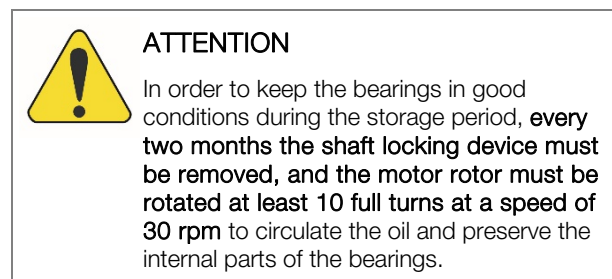 ATTENTION
In order to keep the bearings in good
conditions during the storage period, every
two months the shaft locking device must
be removed, and the motor rotor must be
rotated at least 10 full turns at a speed of
30 rpm to circulate the oil and preserve the
internal parts of the bearings.